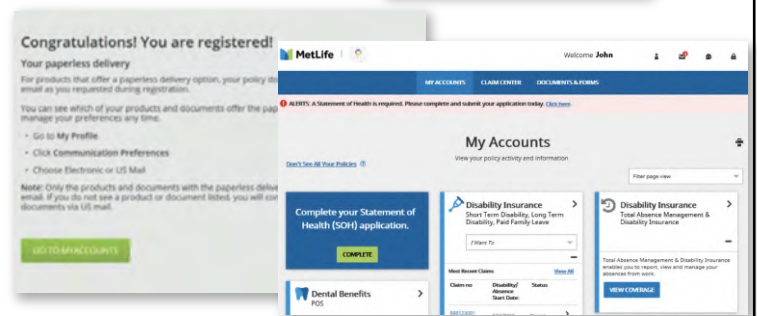 Congratulations! You are registered!
Your paperless delivery
For products that offer a paperless delivery option, your policy
email as you requested during registration.
You can see which of your products and documents offer the
manage your preferences any time.
• Go to My Profile
• Click Communication Preferences
• Choose Electronic or US Mail
Note: Only the products and documents with the paperless
email. If you do not see a product or document listed, you will
documents via US mail.
GO TO MYACCOUNTS
MetLife
Welcome John
MY ACCOUNTS CLAIM CENTER DOCUMENTS & FORMS
ALERTS: A Statement of Health is required. Please complete and submit your application today. Click here.
My Accounts
View your policy activity and information
Don't See All Your Policies
Filter page view
Complete your Statement of
Health (SOH) application.
COMPLETE
Dental Benefits
POS
Disability Insurance
Short Term Disability, Long Term
Disability, Paid Family
Leave
I Want To
Most Recent Claims View All
Claim no Disability/ Status
Absence
Start Date:
Disability Insurance
Total Absence Management &
Disability Insurance
Total Absence Management & Disability Insurance
enables you to report, view and manage your
absences from work.
VIEW COVERAGE